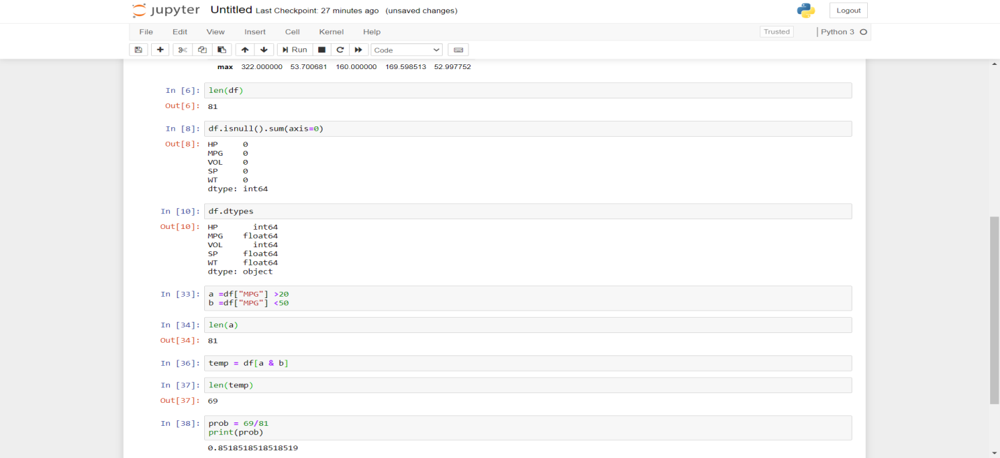 jupyter Untitled Last Checkpoint: 27 minutes ago (unsaved changes) Logout
File Edit View Insert Cell Kernel Help Trusted Python 3
Run Code
max 322.000000 53.700681 160.000000 169.598513 52.997752
In [6]: len(df)
Out[6]: 81
In [8]: df.isnull().sum(axis=0)
Out[8]: HP 0
MPG 0
VOL 0
SP 0
WT 0
dtype: int64
In [10]: df.dtypes
Out[10]: HP int64
MPG float64
VOL int64
SP float64
WT float64
dtype: object
In [33]: a =df["MPG"] >20
b =df["MPG"] <50
In [34]: len(a)
Out[34]: 81
In [36]: temp = df[a & b]
In [37]: len(temp)
Out[37]: 69
In [38]: prob = 69/81
print(prob)
0.8518518518518519